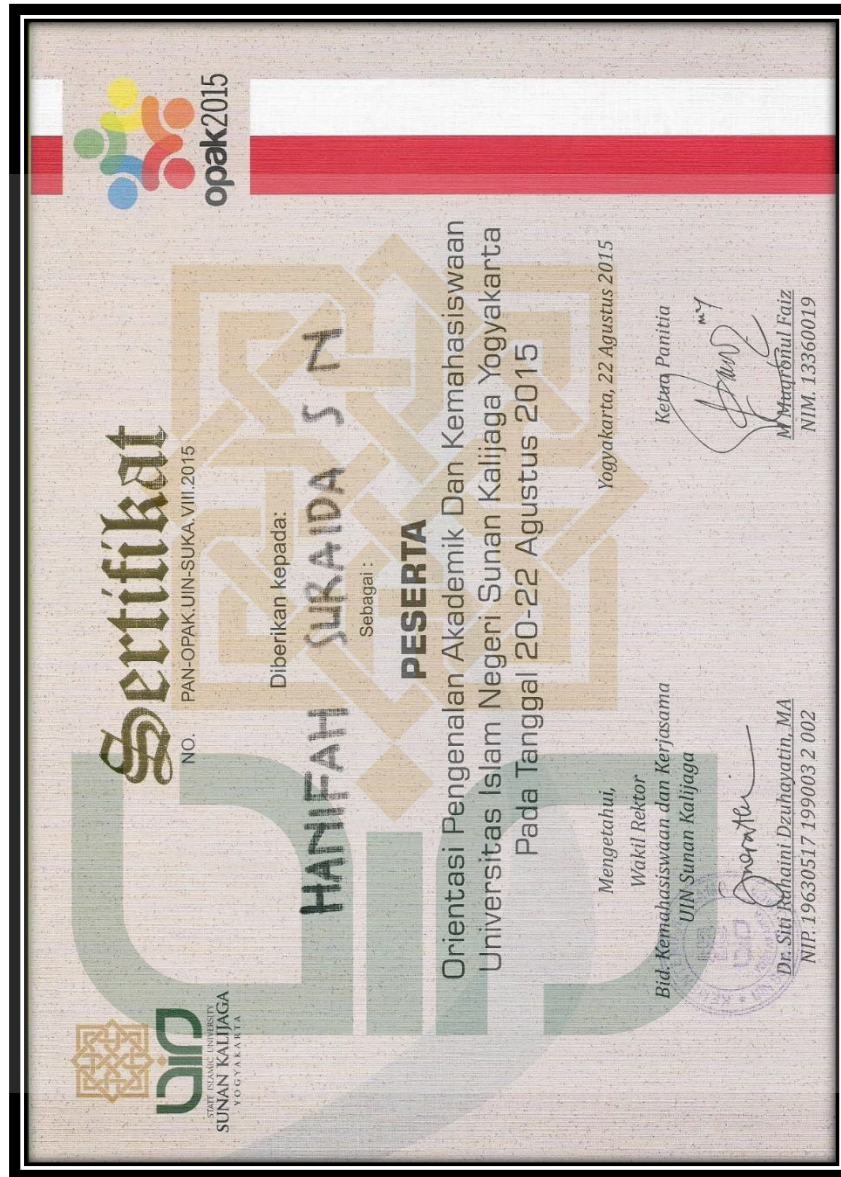 STATE ISLAMIC UNIVERSITY
SUNAN KALIJAGA
YOGYAKARTA
opak2015
Sertifikat
NO. PAN-OPAK.UIN-SUKA.VIII.2015
Diberikan kepada:
HANIFAH SURAIDA S N
Sebagai :
PESERTA
Orientasi Pengenalan Akademik Dan Kemahasiswaan
Universitas Islam Negeri Sunan Kalijaga Yogyakarta
Pada Tanggal 20-22 Agustus 2015
Yogyakarta, 22 Agustus 2015
Mengetahui,
Wakil Rektor
Bid. Kemahasiswaan dan Kerjasama
UIN Sunan Kalijaga
Dr. Siti Ruhaini Dzuhayatin, MA
NIP. 19630517 199003 2 002
Ketua Panitia
M Muqronul Faiz
NIM. 13360019